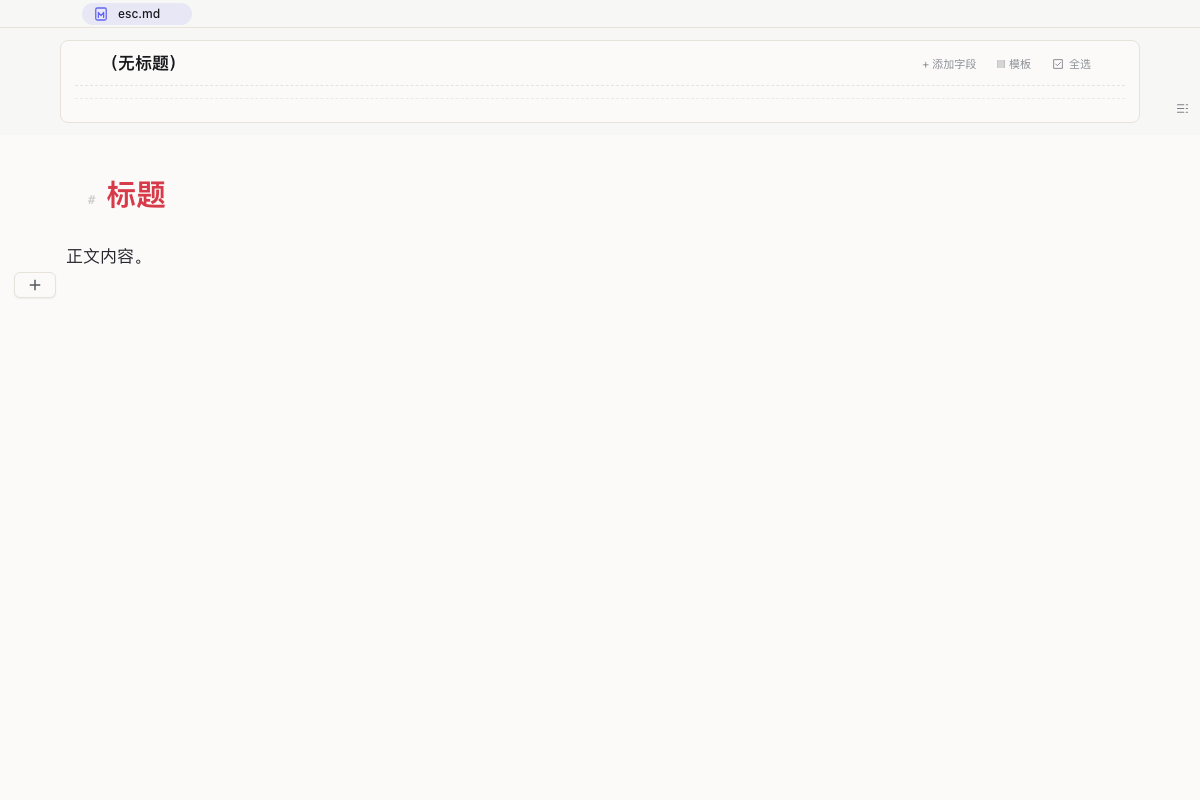 esc.md
(无标题)
+ 添加字段 模板 全选
# 标题
正文内容。